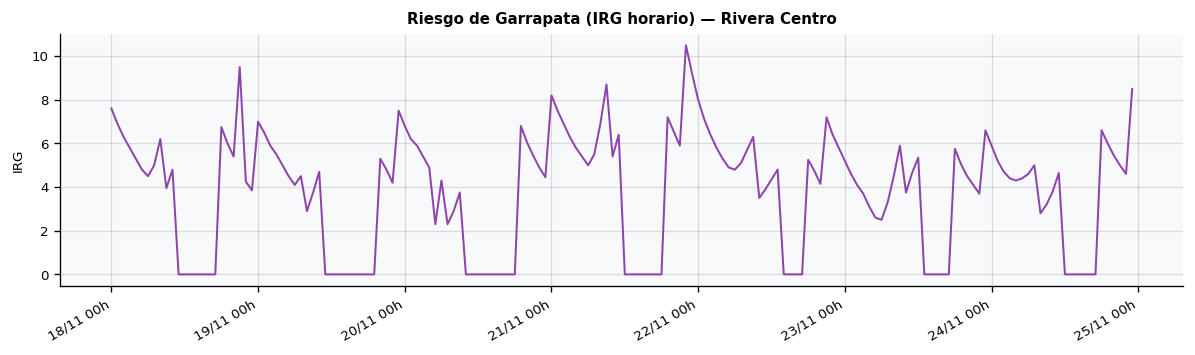 Riesgo de Garrapata (IRG horario) — Rivera Centro
IRG
10
8
6
4
2
0
18/11 00h
19/11 00h
20/11 00h
21/11 00h
22/11 00h
23/11 00h
24/11 00h
25/11 00h